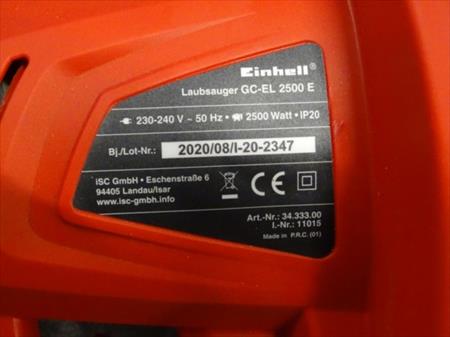 Einhell®
Laubsauger GC-EL 2500 E
230-240 V ~ 50 Hz • 2500 Watt • IP20
Bj./Lot-Nr.: 2020/08/I-20-2347
iSC GmbH • Eschenstraße 6
94405 Landau/Isar
www.isc-gmbh.info
CE
Art.-Nr.: 34.333.00
I.-Nr.: 11015
Made in P.R.C. (01)